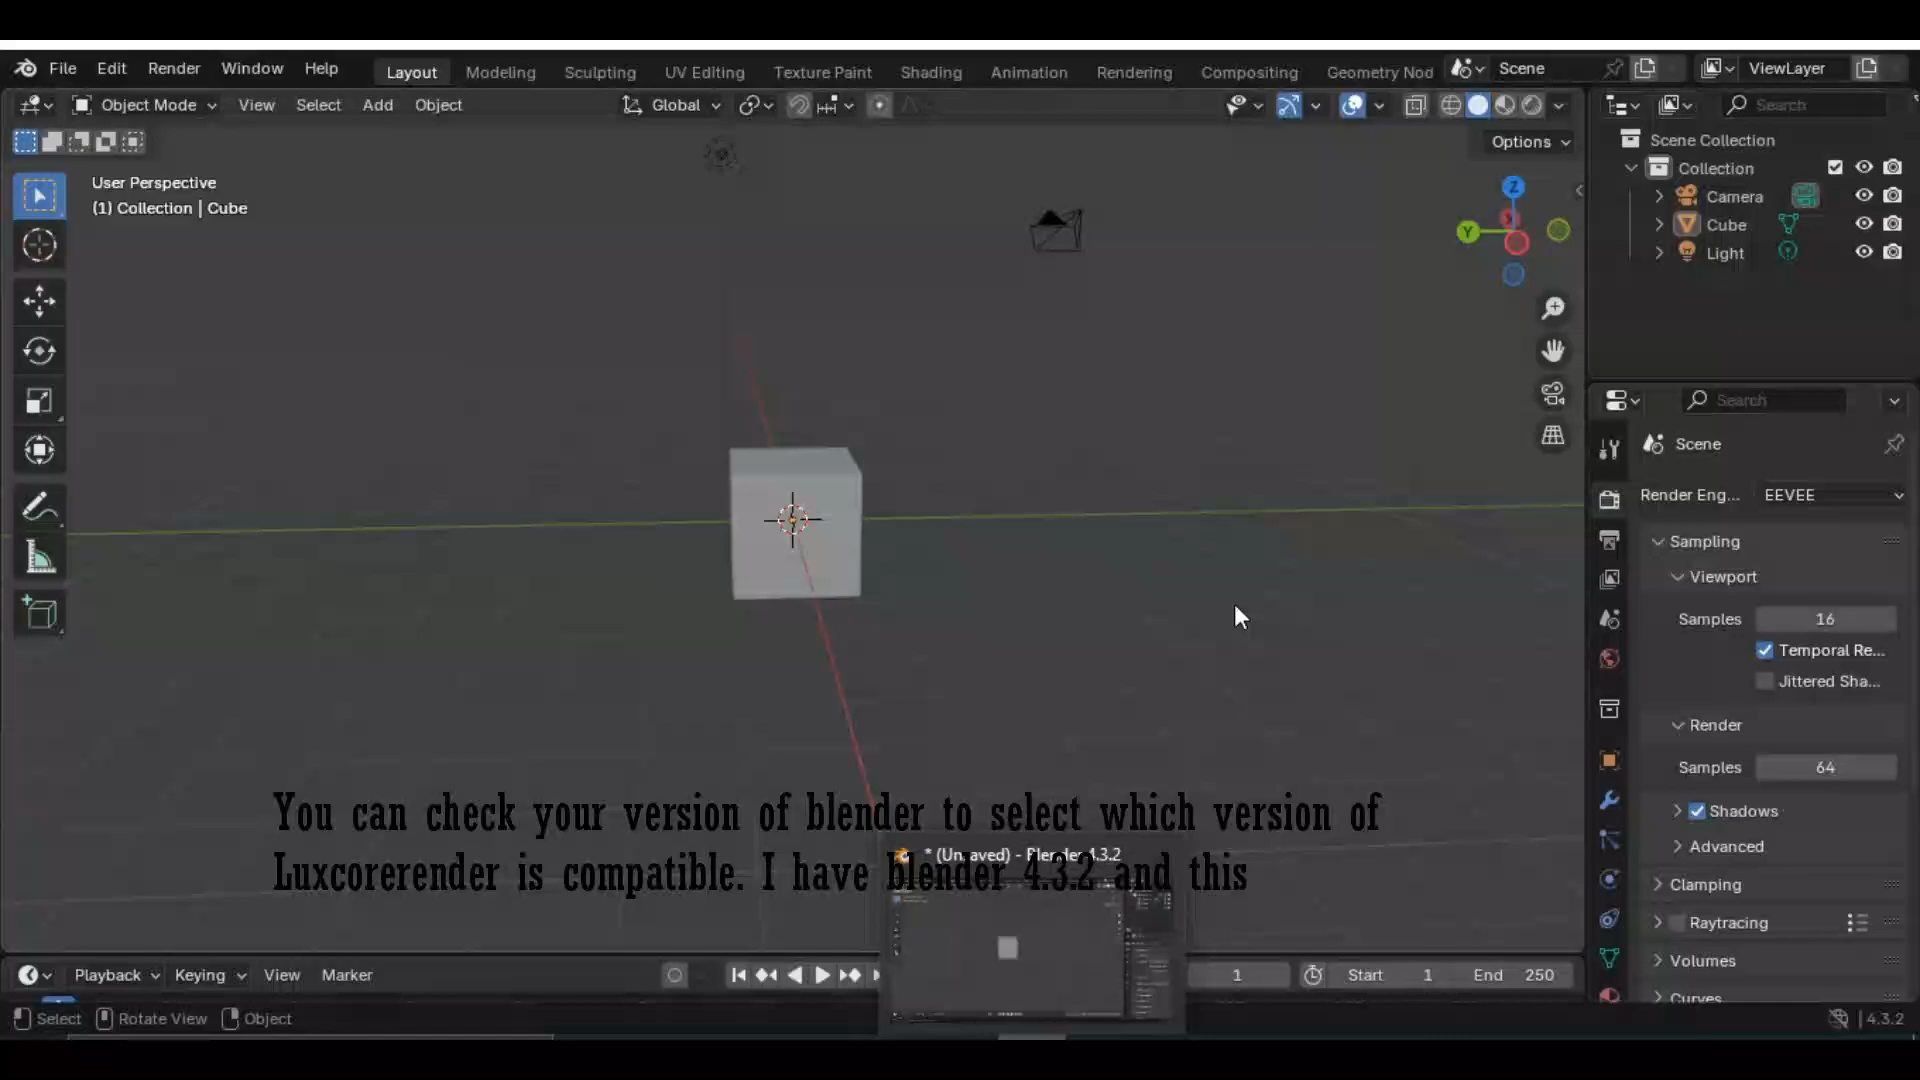 File Edit Render Window Help Layout Modeling Sculpting UV Editing Texture Paint Shading Animation Rendering Compositing Geometry Nod Scene ViewLayer
Object Mode View Select Add Object Global Search
Options
User Perspective
(1) Collection | Cube
Z
Y
Scene Collection
Collection
Camera
Cube
Light
Search
Scene
Render Eng... EEVEE
Sampling
Viewport
Samples 16
Temporal Re...
Jittered Sha...
Render
Samples 64
Shadows
Advanced
Clamping
Raytracing
Volumes
Curves
You can check your version of blender to select which version of
Luxcorerender is compatible. I have blender 4.3.2 and this
* (Unsaved) - Blender 4.3.2
Playback Keying View Marker 1 Start 1 End 250
Select Rotate View Object 4.3.2